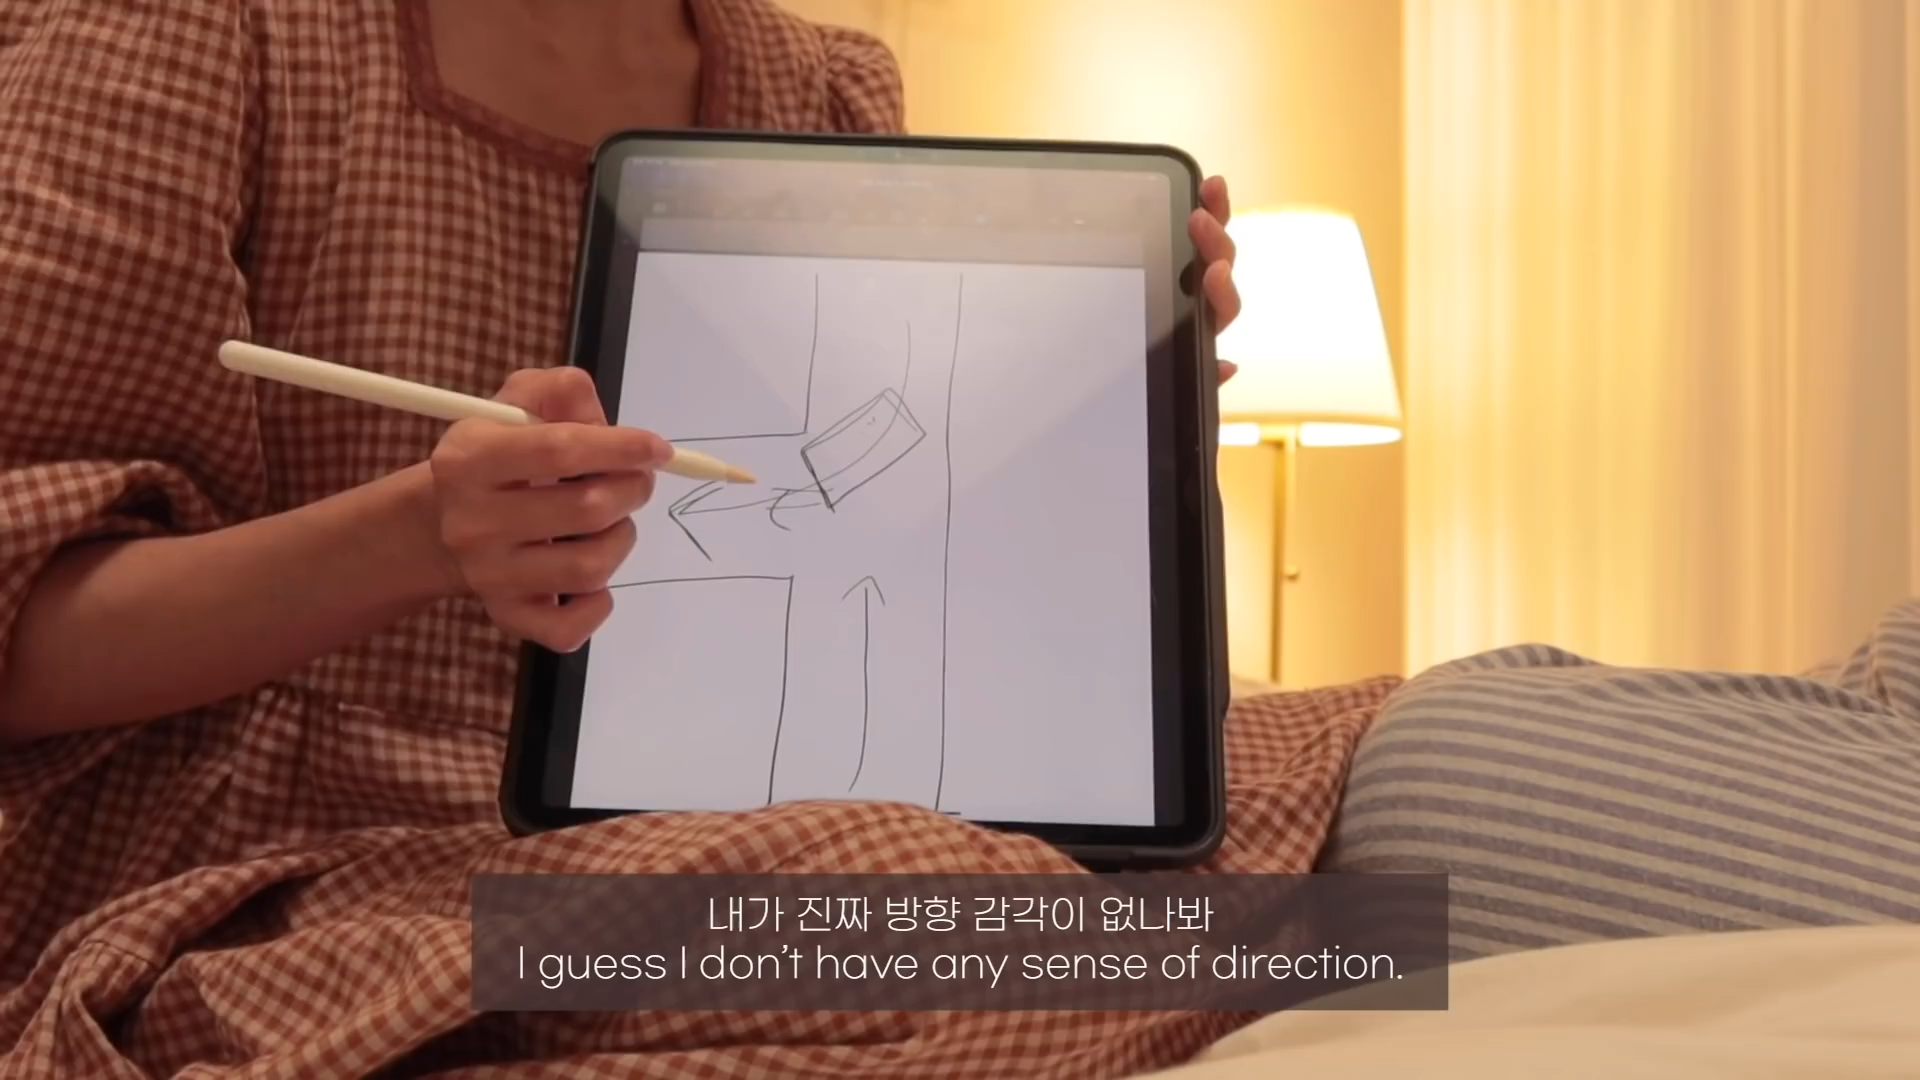 내가 진짜 방향 감각이 없나봐
I guess I don't have any sense of direction.